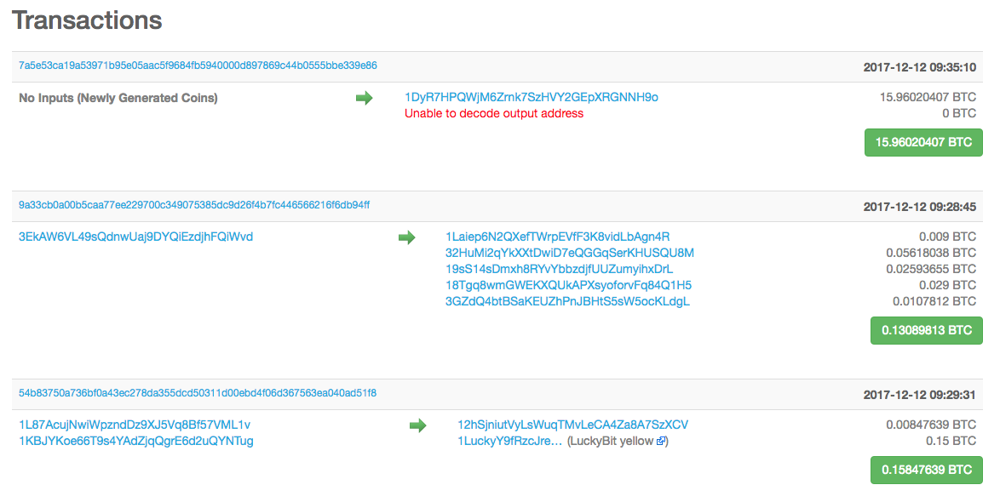 Transactions
7a5e53ca19a53971b95e05aac5f9684fb5940000d897869c44b0555bbe339e86 2017-12-12 09:35:10
No Inputs (Newly Generated Coins) 1DyR7HPQWjM6Zrnk7SzHVY2GEpXRGNNH9o 15.96020407 BTC
Unable to decode output address 0 BTC
15.96020407 BTC
9a33cb0a00b5caa77ee229700c349075385dc9d26f4b7fc446566216f6db94ff 2017-12-12 09:28:45
3EkAW6VL49sQdnwUaj9DYQiEzdjhFQiWvd 1Laiep6N2QXefTWrpEVfF3K8vidLbAgn4R 0.009 BTC
32HuMi2qYkXXtDwiD7eQGGqSerKHUSQU8M 0.05618038 BTC
19sS14sDmxh8RYvYbbzdjfUUZumyihxDrL 0.02593655 BTC
18Tgq8wmGWEKXQUkAPXsyoforvFq84Q1H5 0.029 BTC
3GZdQ4btBSaKEUZhPnJBHtS5sW5ocKLdgL 0.0107812 BTC
0.13089813 BTC
54b83750a736bf0a43ec278da355dcd50311d00ebd4f06d367563ea040ad51f8 2017-12-12 09:29:31
1L87AcujNwiWpzndDz9XJ5Vq8Bf57VML1v 12hSjniutVyLsWuqTMvLeCA4Za8A7SzXCV 0.00847639 BTC
1KBJYKoe66T9s4YAdZjqQgrE6d2uQYNTug 1LuckyY9fRzcJre... (LuckyBit yellow) 0.15 BTC
0.15847639 BTC